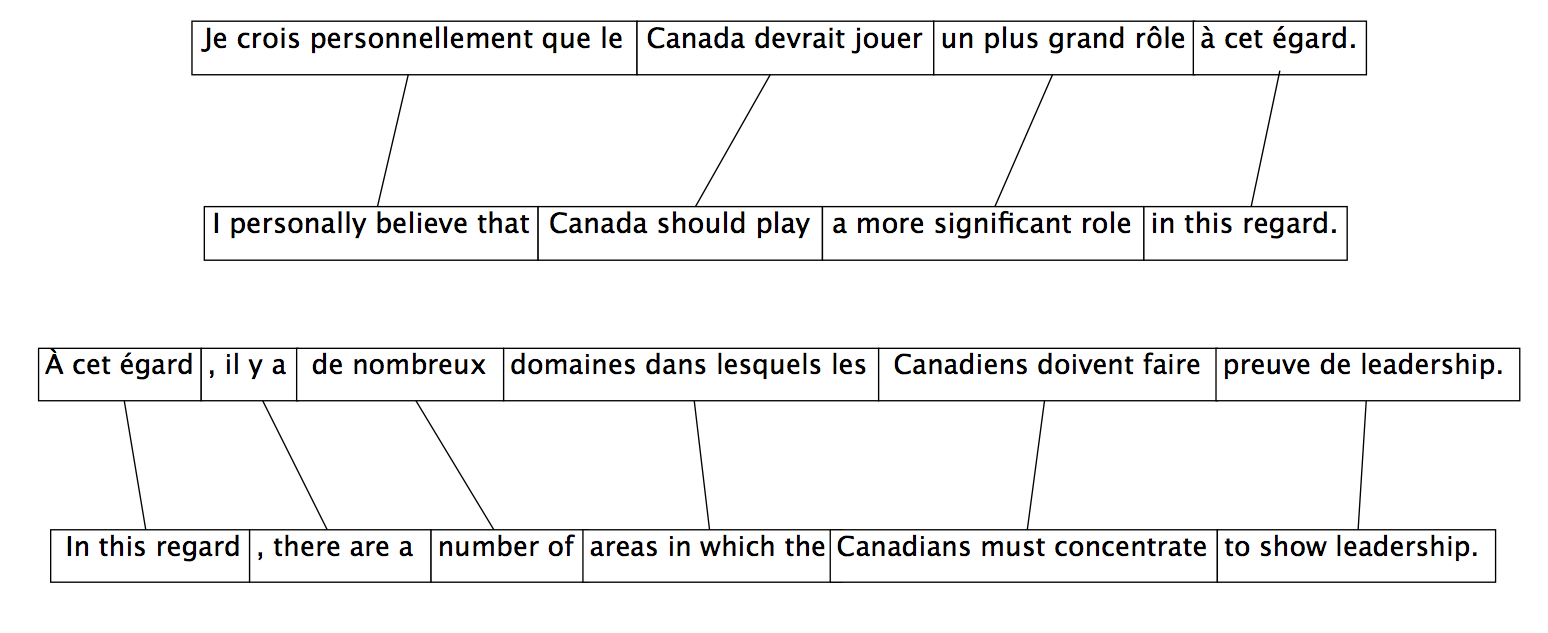 Je crois personnellement que le Canada devrait jouer un plus grand rôle à cet égard.
I personally believe that Canada should play a more significant role in this regard.
À cet égard , il y a de nombreux domaines dans lesquels les Canadiens doivent faire preuve de leadership.
In this regard , there are a number of areas in which the Canadians must concentrate to show leadership.